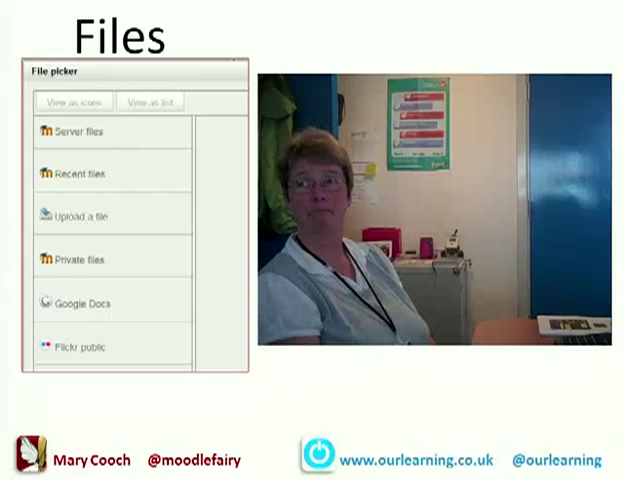 Files
File picker
View as icons View as list
Server files
Recent files
Upload a file
Private files
Google Docs
Flickr public
Mary Cooch @moodlefairy www.ourlearning.co.uk @ourlearning